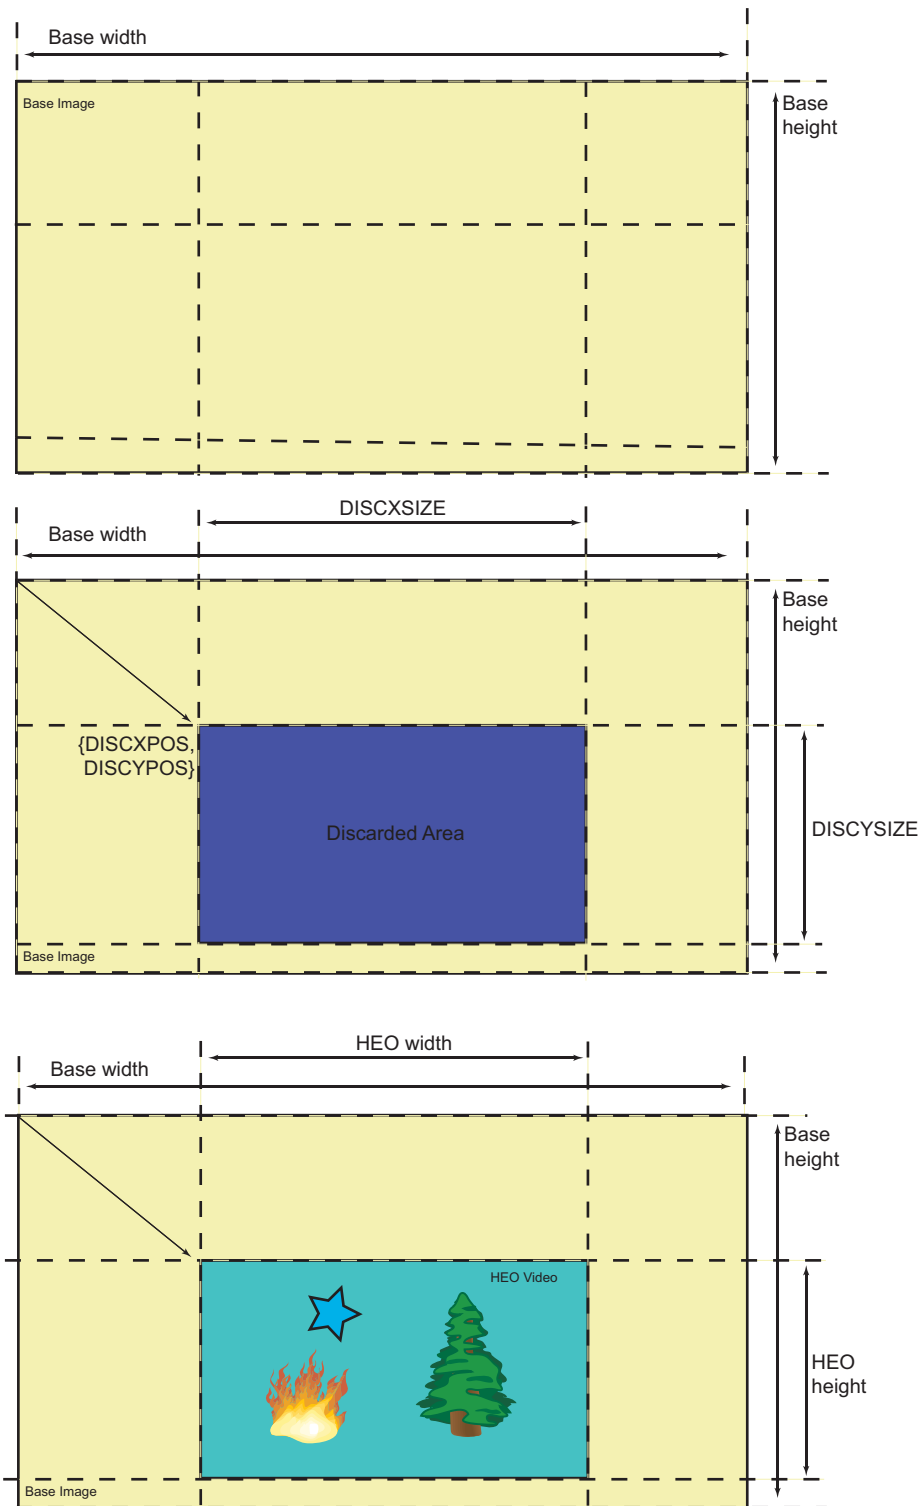 Base width
Base Image
Base
height
DISCXSIZE
Base width
Base
height
{DISCXPOS,
DISCYPOS}
Discarded Area
DISCYSIZE
Base Image
HEO width
Base width
Base
height
HEO Video
HEO
height
Base Image